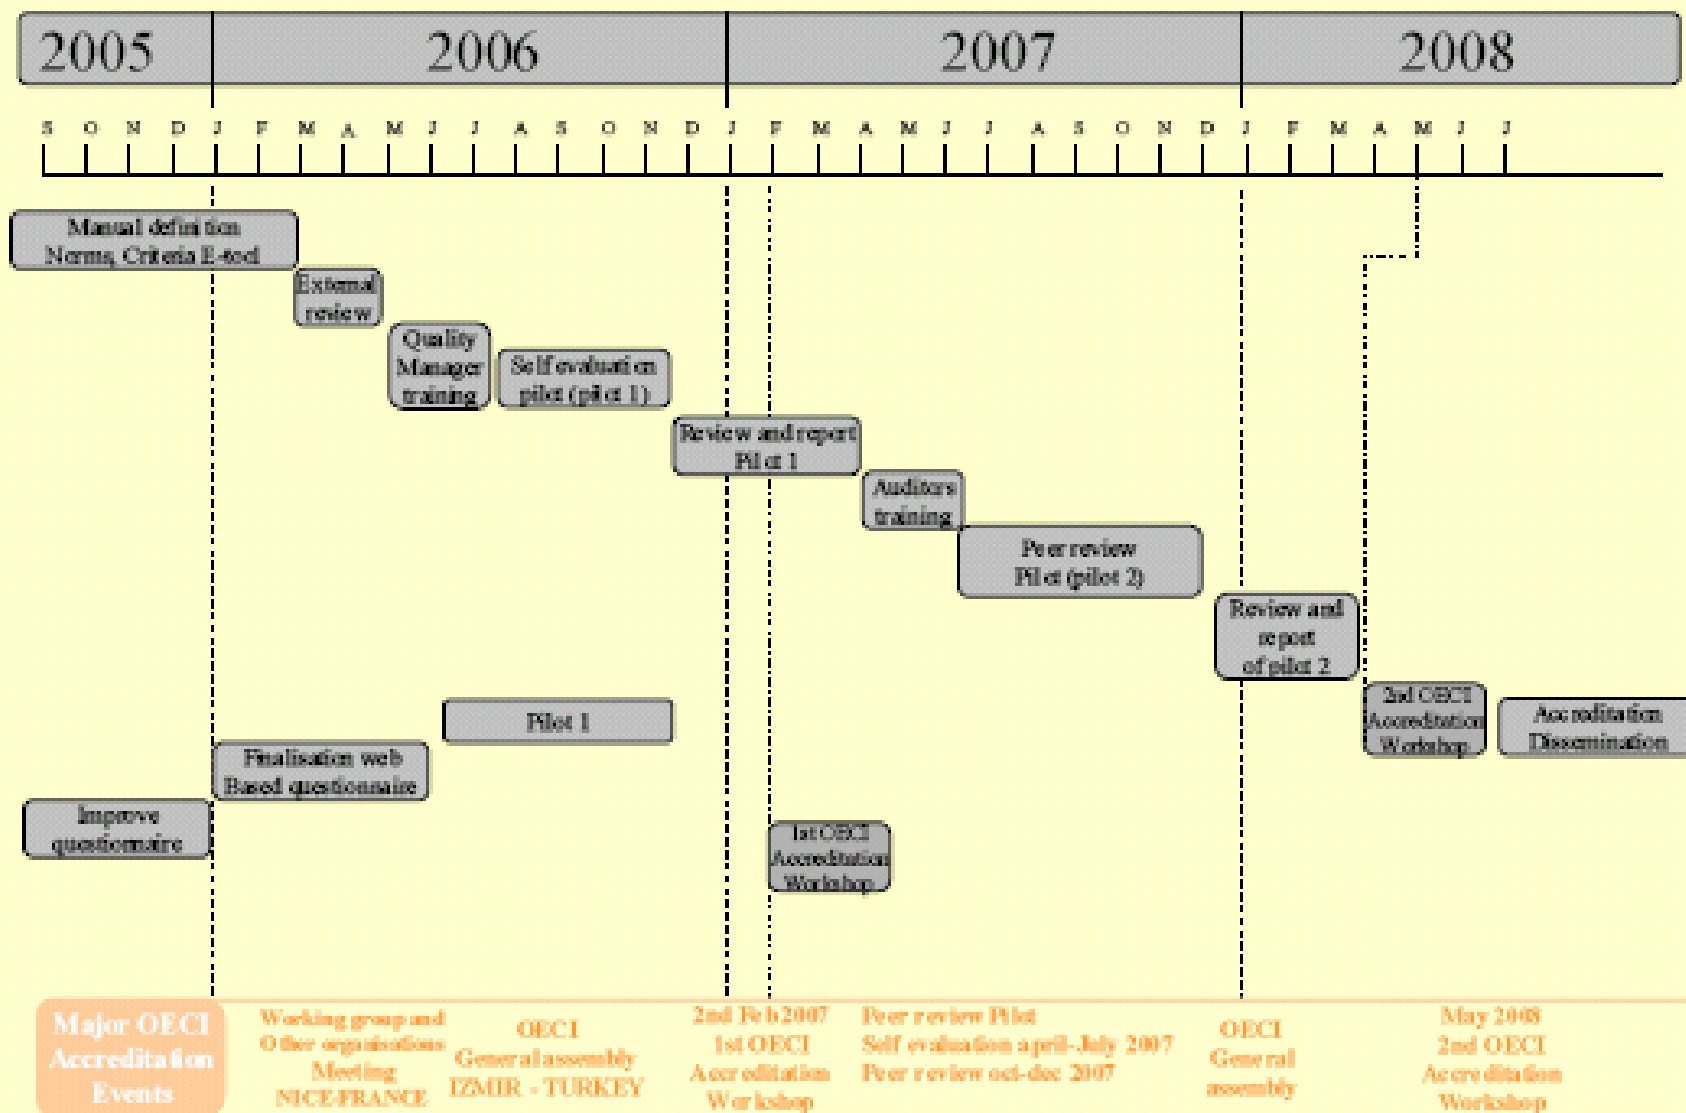 2005 2006 2007 2008
S O N D J F M A M J J A S O N D J F M A M J J A S O N D J F M A M J J
Manual definition
Norms, Criteria E-tool
External
review
Quality
Manager
training
Self evaluation
pilot (pilot 1)
Review and report
Pilot 1
Auditors
training
Peer review
Pilot (pilot 2)
Review and
report
of pilot 2
2nd OECI
Accreditation
Workshop
Accreditation
Dissemination
Pilot 1
Finalisation web
Based questionnaire
Improve
questionnaire
1st OECI
Accreditation
Workshop
Major OECI
Accreditation
Events
Working group and
Other organisations
Meeting
NICE-FRANCE
OECI
General assembly
IZMIR - TURKEY
2nd Feb 2007
1st OECI
Accreditation
Workshop
Peer review Pilot
Self evaluation april-July 2007
Peer review oct-dec 2007
OECI
General
assembly
May 2008
2nd OECI
Accreditation
Workshop